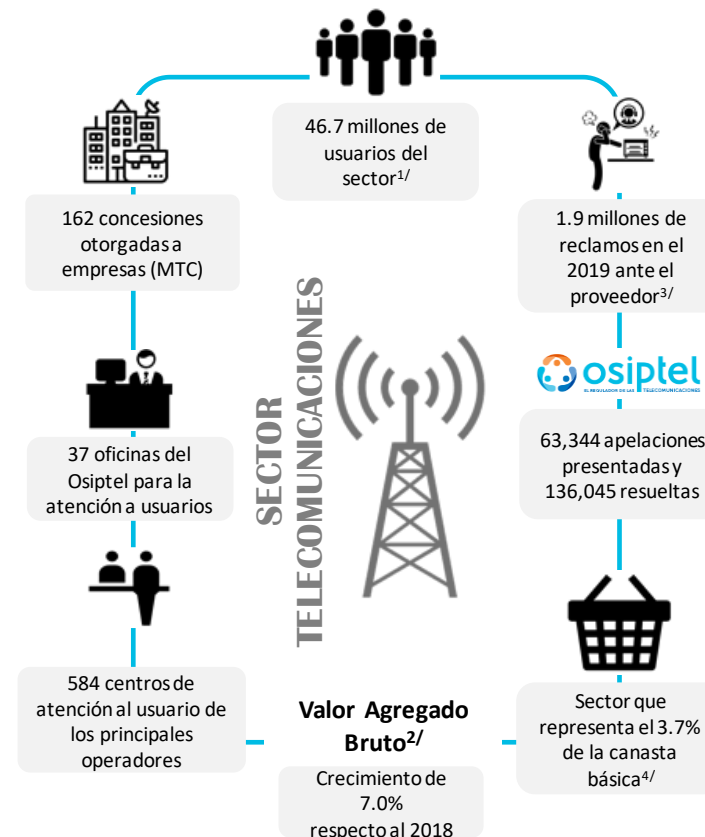 46.7 millones de
usuarios del
sector1/
162 concesiones
otorgadas a
empresas (MTC)
1.9 millones de
reclamos en el
2019 ante el
proveedor3/
SECTOR
TELECOMUNICACIONES
osiptel
EL REGULADOR DE LAS TELECOMUNICACIONES
37 oficinas del
Osiptel para la
atención a usuarios
63,344 apelaciones
presentadas y
136,045 resueltas
584 centros de
atención al usuario de
los principales
operadores
Valor Agregado
Bruto2/
Crecimiento de
7.0%
respecto al 2018
Sector que
representa el 3.7%
de la canasta
básica4/